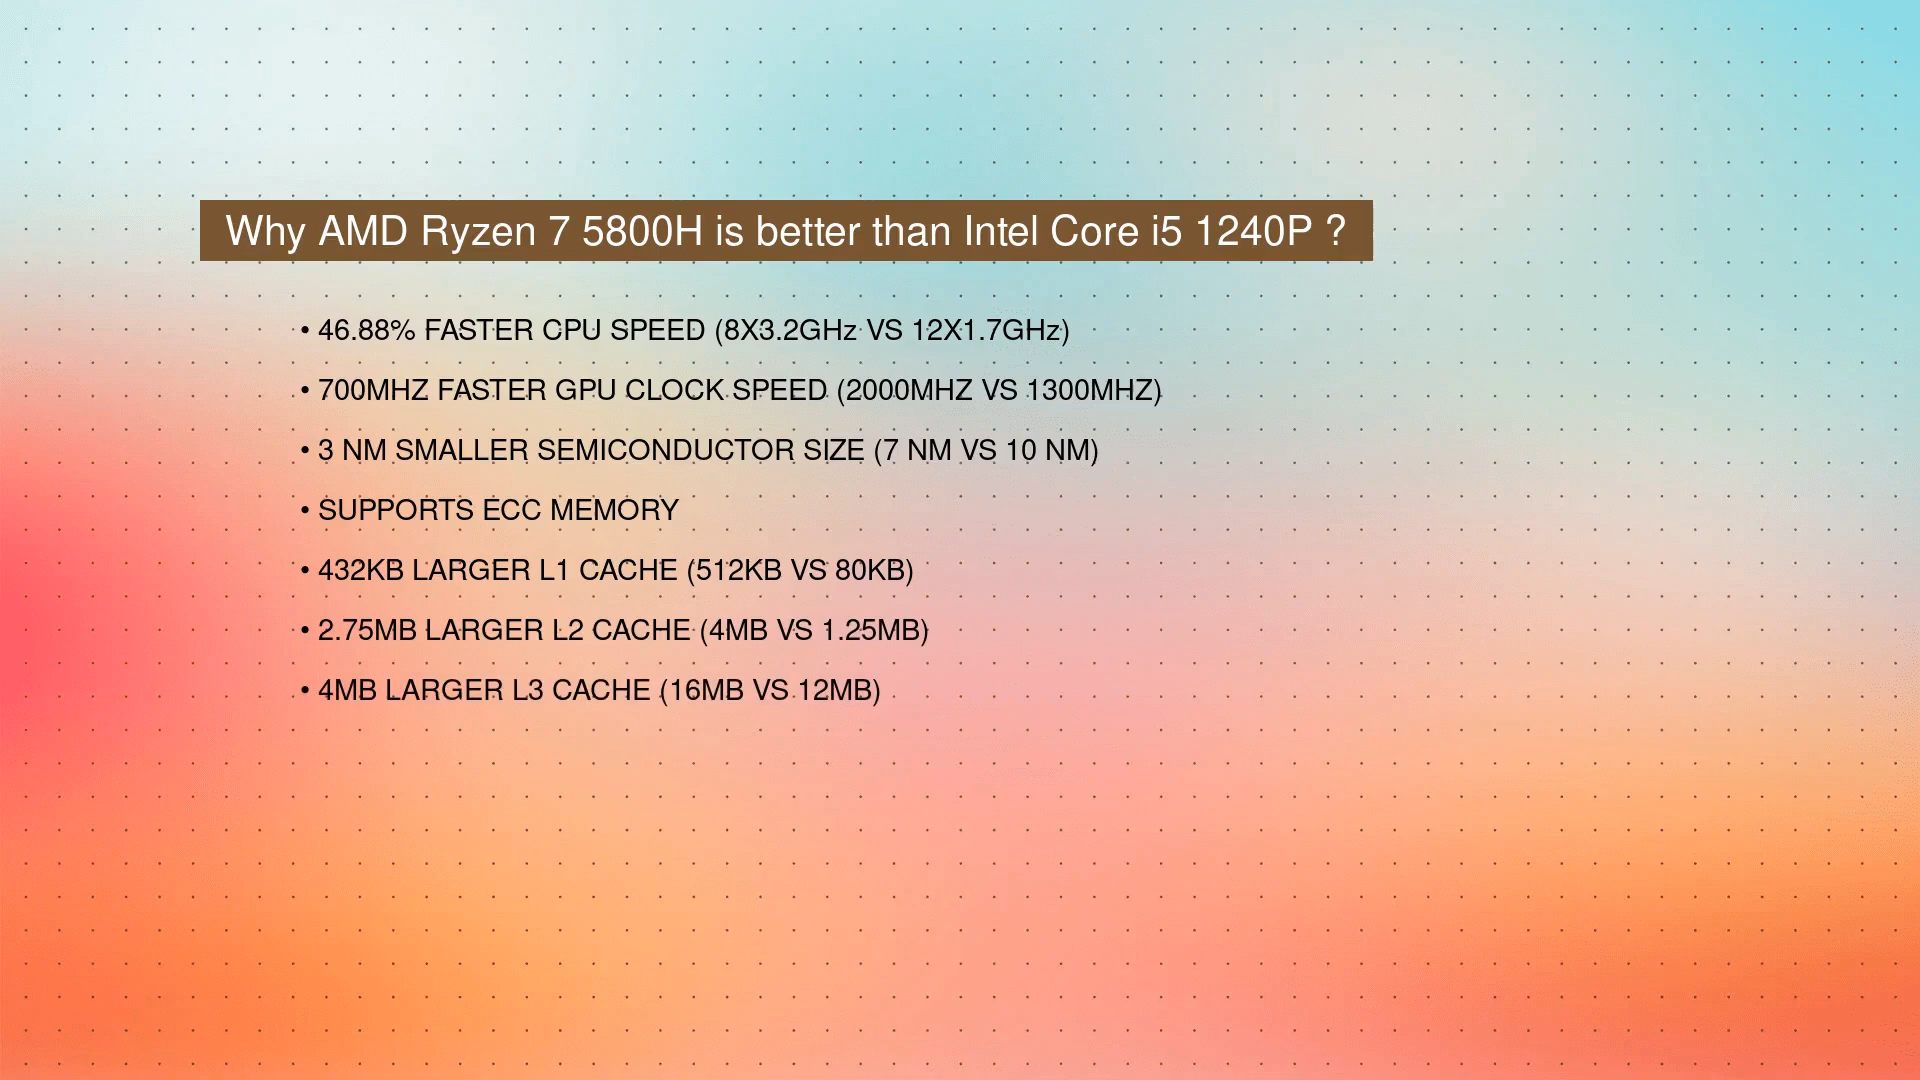 Why AMD Ryzen 7 5800H is better than Intel Core i5 1240P ?
• 46.88% FASTER CPU SPEED (8X3.2GHz VS 12X1.7GHz)
• 700MHZ FASTER GPU CLOCK SPEED (2000MHZ VS 1300MHZ)
• 3 NM SMALLER SEMICONDUCTOR SIZE (7 NM VS 10 NM)
• SUPPORTS ECC MEMORY
• 432KB LARGER L1 CACHE (512KB VS 80KB)
• 2.75MB LARGER L2 CACHE (4MB VS 1.25MB)
• 4MB LARGER L3 CACHE (16MB VS 12MB)